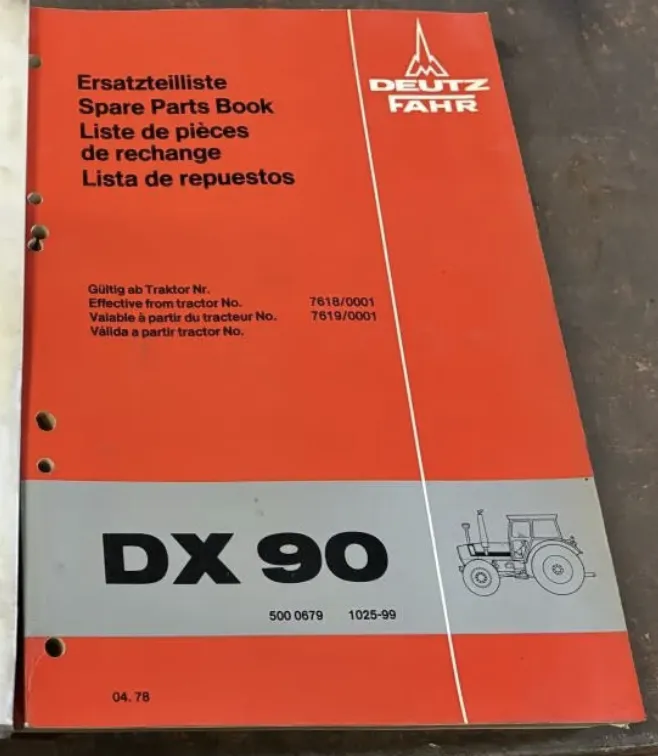 Ersatzteilliste
Spare Parts Book
Liste de pièces
de rechange
Lista de repuestos
DEUTZ
FAHR
Gültig ab Traktor Nr.
Effective from tractor No. 7618/0001
Valable à partir du tracteur No. 7619/0001
Válida a partir tractor No.
DX 90
500 0679 1025-99
04. 78